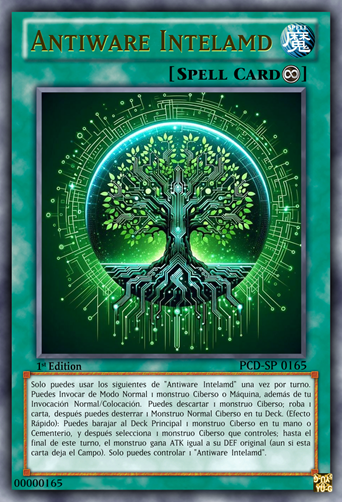 Antiware Intelamd
SPELL
魔
[Spell Card]
1st Edition
PCD-SP 0165
Solo puedes usar los siguientes de "Antiware Intelamd" una vez por turno.
Puedes Invocar de Modo Normal 1 monstruo Ciberso o Máquina, además de tu
Invocación Normal/Colocación. Puedes descartar 1 monstruo Ciberso; roba 1
carta, después puedes desterrar 1 Monstruo Normal Ciberso en tu Deck. (Efecto
Rápido): Puedes barajar al Deck Principal 1 monstruo Ciberso en tu mano o
Cementerio, y después selecciona 1 monstruo Ciberso que controles; hasta el
final de este turno, el monstruo gana ATK igual a su DEF original (aun si esta
carta deja el Campo). Solo puedes controlar 1 "Antiware Intelamd".
00000165